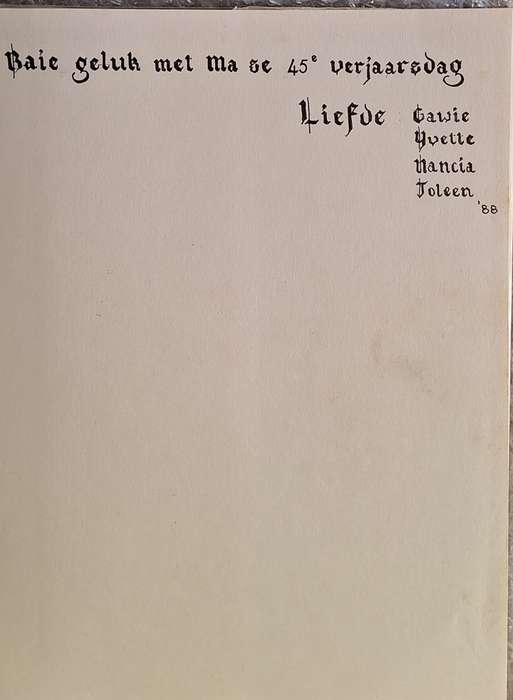 Baie geluk met Ma se 45e verjaarsdag
Liefde Gawie
Yvette
Nancia
Joleen
'88